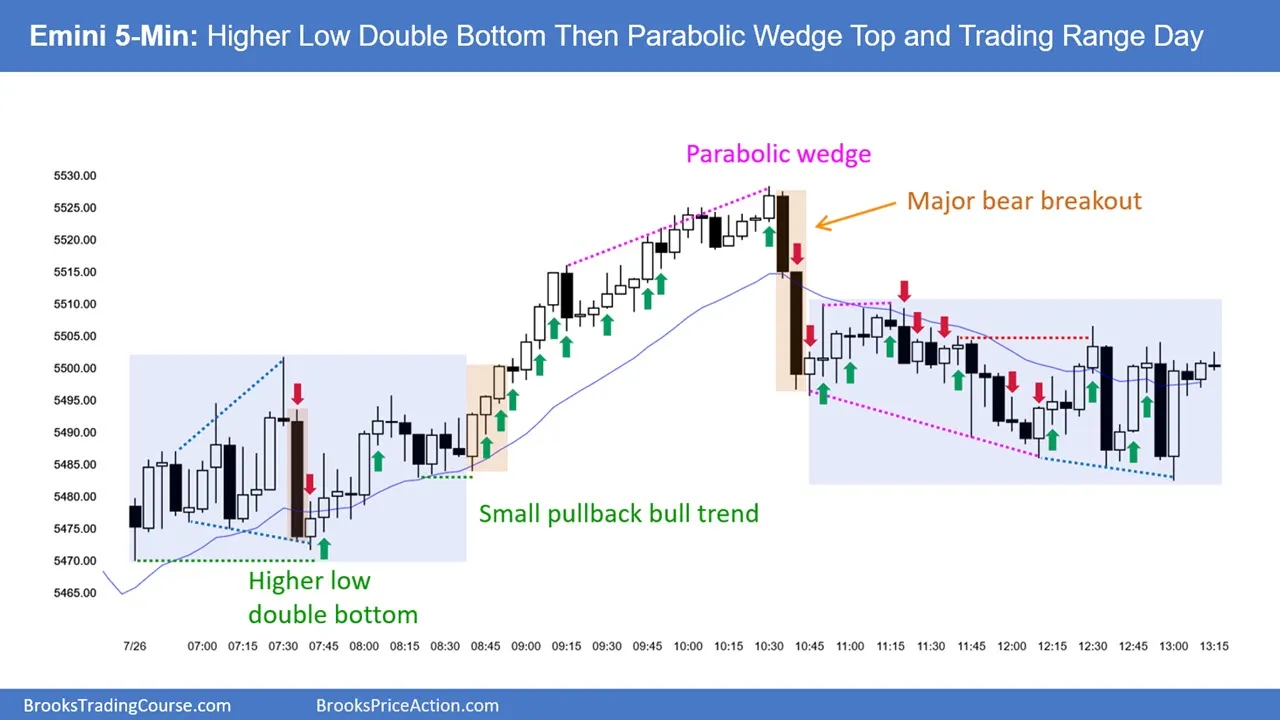 Emini 5-Min: Higher Low Double Bottom Then Parabolic Wedge Top and Trading Range Day
Parabolic wedge
Major bear breakout
5530.00
5525.00
5520.00
5515.00
5510.00
5505.00
5500.00
5495.00
5490.00
5485.00
5480.00
5475.00
5470.00
5465.00
Small pullback bull trend
Higher low
double bottom
7/26 07:00 07:15 07:30 07:45 08:00 08:15 08:30 08:45 09:00 09:15 09:30 09:45 10:00 10:15 10:30 10:45 11:00 11:15 11:30 11:45 12:00 12:15 12:30 12:45 13:00 13:15
BrooksTradingCourse.com BrooksPriceAction.com